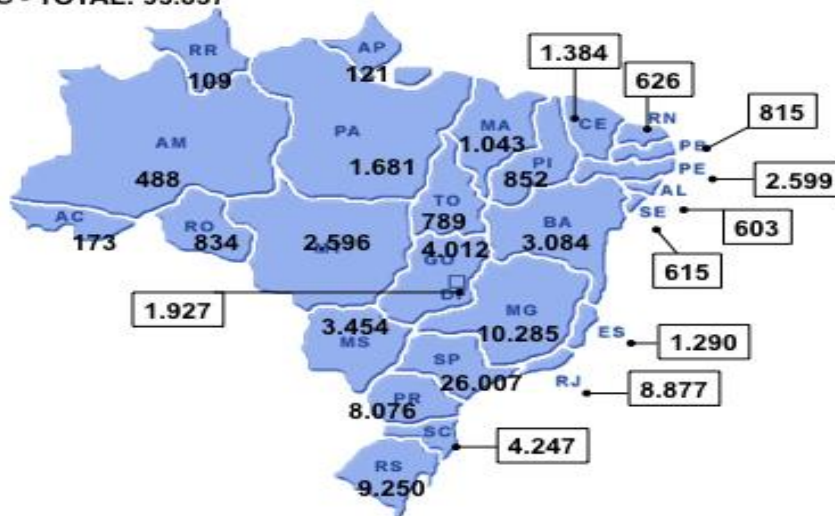 TOTAL: 95.837
RR
109
AP
121
1.384
626
RN
815
PB
CE
MA
1.043
PA
1.681
AM
488
PI
852
PE
2.599
AL
603
SE
615
TO
789
BA
3.084
AC
173
RO
834
2.596
MT
4.012
GO
DF
1.927
MG
10.285
3.454
MS
ES
1.290
SP
26.007
RJ
8.877
PR
8.076
SC
4.247
RS
9.250